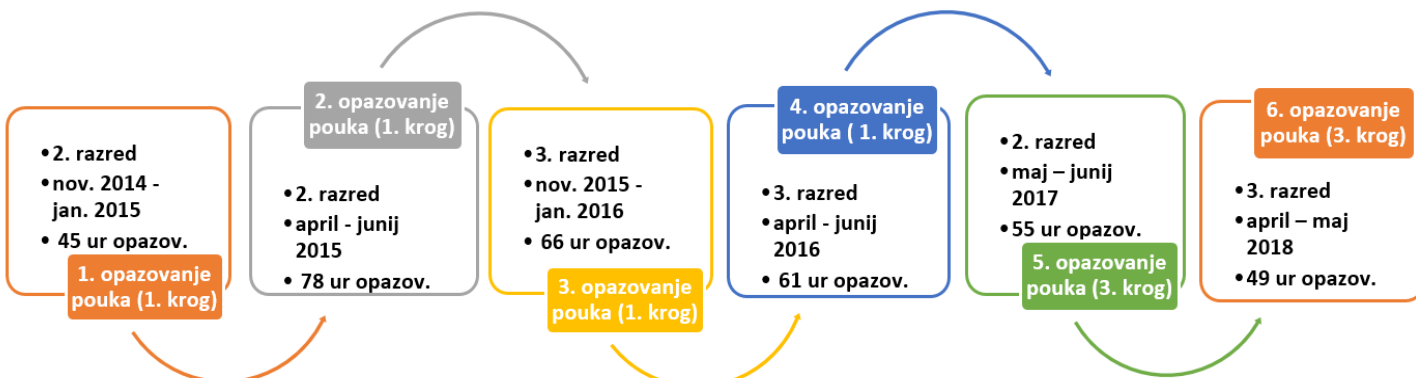 • 2. razred
• nov. 2014 -
jan. 2015
• 45 ur opazov.
1. opazovanje
pouka (1. krog)
2. opazovanje
pouka (1. krog)
• 2. razred
• april - junij
2015
• 78 ur opazov.
• 3. razred
• nov. 2015 -
jan. 2016
• 66 ur opazov.
3. opazovanje
pouka (1. krog)
4. opazovanje
pouka ( 1. krog)
• 3. razred
• april - junij
2016
• 61 ur opazov.
• 2. razred
• maj – junij
2017
• 55 ur opazov.
5. opazovanje
pouka (3. krog)
6. opazovanje
pouka (3. krog)
• 3. razred
• april – maj
2018
• 49 ur opazov.